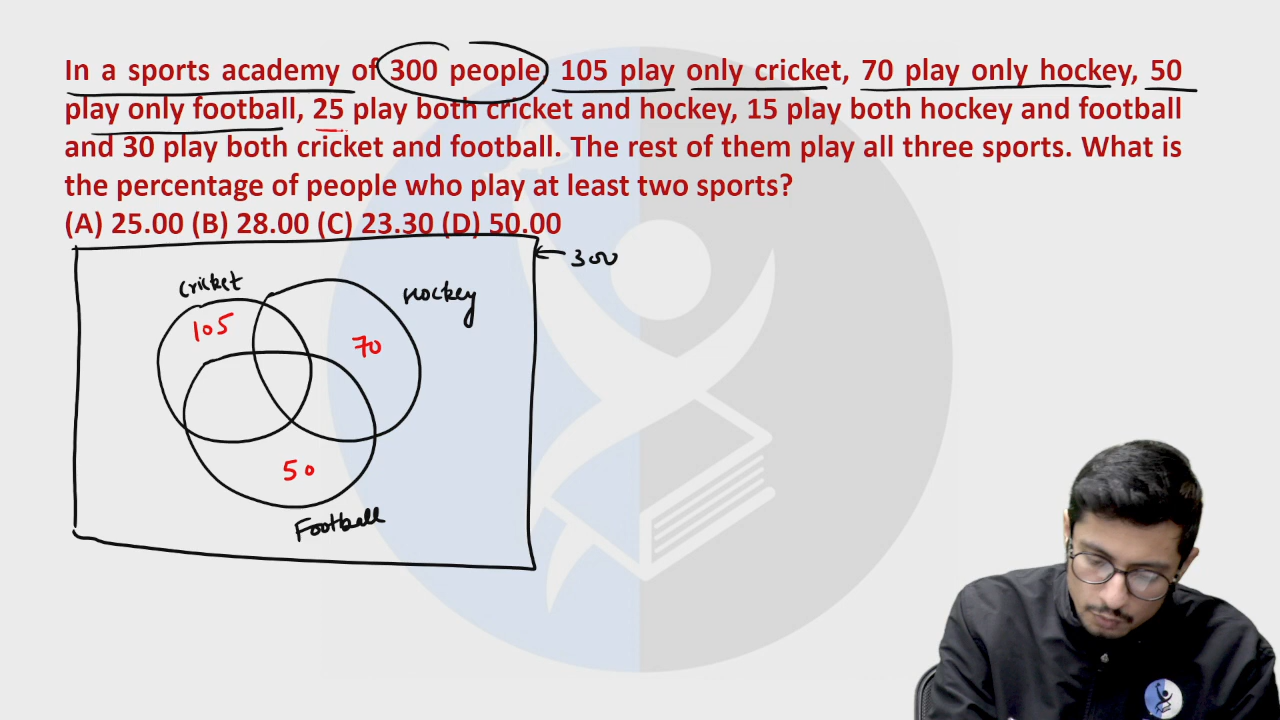 In a sports academy of 300 people, 105 play only cricket, 70 play only hockey, 50
play only football, 25 play both cricket and hockey, 15 play both hockey and football
and 30 play both cricket and football. The rest of them play all three sports. What is
the percentage of people who play at least two sports?
(A) 25.00 (B) 28.00 (C) 23.30 (D) 50.00
300
cricket
Hockey
105
70
50
Football